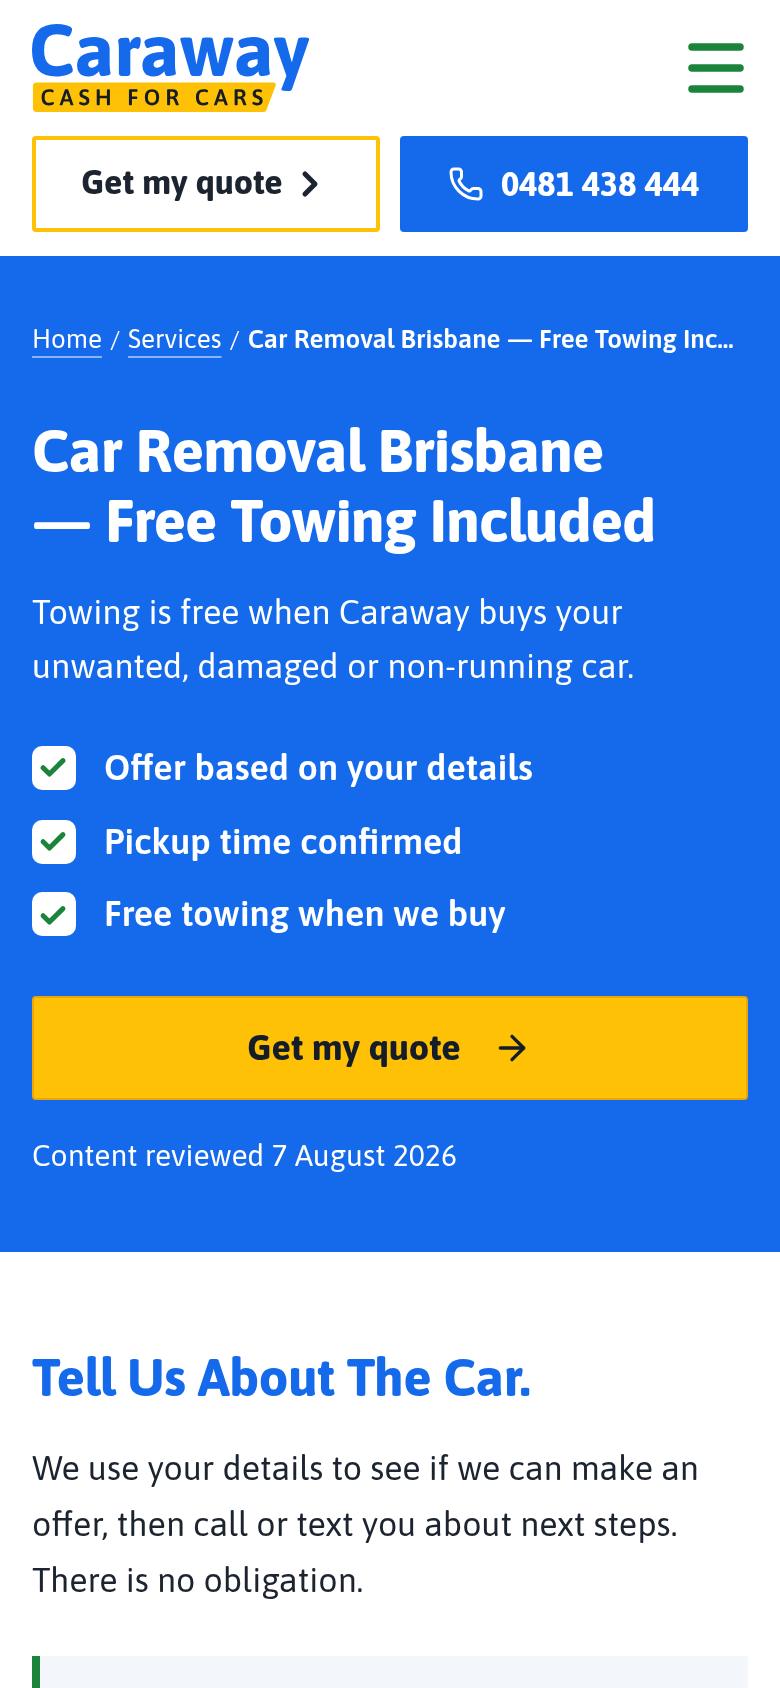 Caraway
CASH FOR CARS
Get my quote
0481 438 444
Home / Services / Car Removal Brisbane — Free Towing Inc...
Car Removal Brisbane
— Free Towing Included
Towing is free when Caraway buys your
unwanted, damaged or non-running car.
Offer based on your details
Pickup time confirmed
Free towing when we buy
Get my quote
Content reviewed 7 August 2026
Tell Us About The Car.
We use your details to see if we can make an
offer, then call or text you about next steps.
There is no obligation.